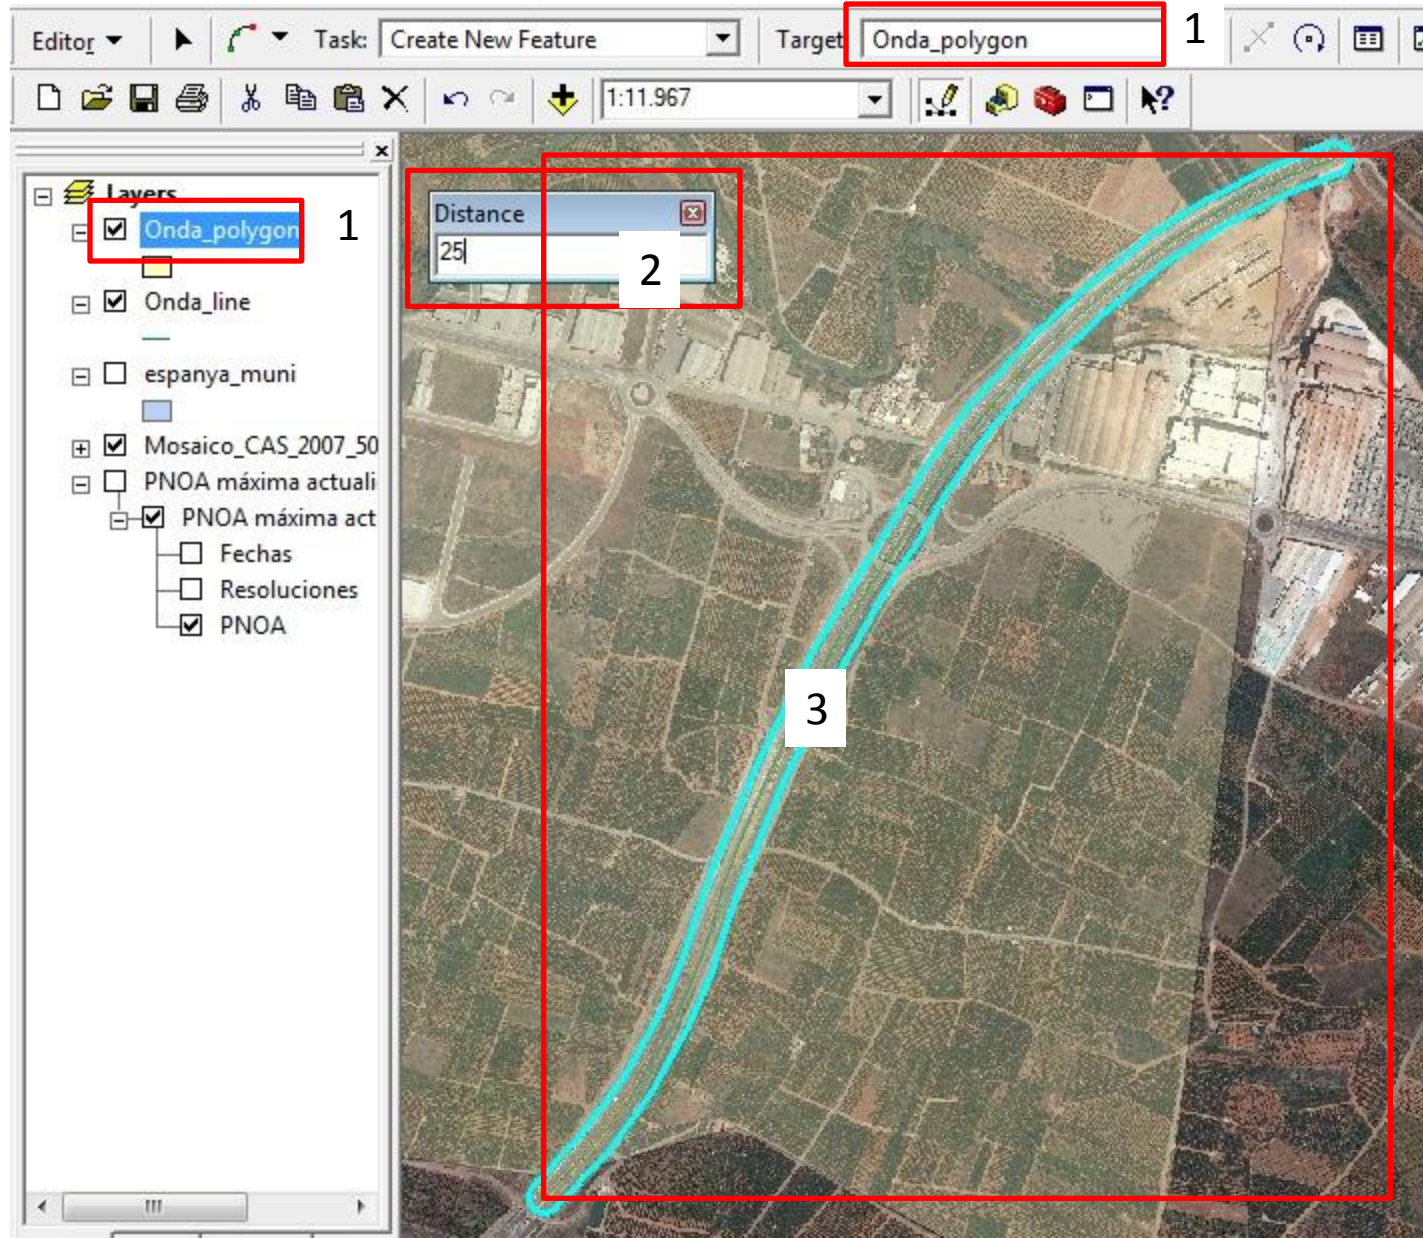 Editor Task: Create New Feature Target Onda_polygon 1
1:11.967
Layers
Onda_polygon 1
Onda_line
espanya_muni
Mosaico_CAS_2007_50
PNOA máxima actuali
PNOA máxima act
Fechas
Resoluciones
PNOA
Distance
25
2
3